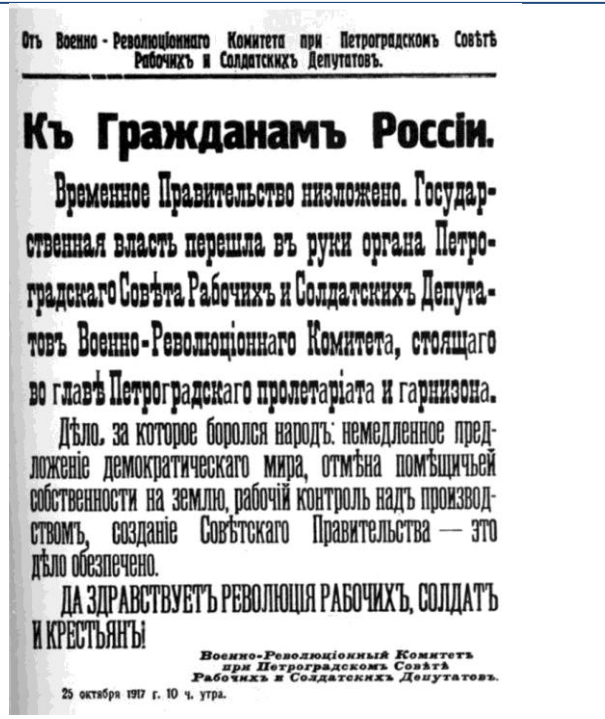 Отъ Военно - Революціоннаго Комитета при Петроградскомъ Совѣтѣ
Рабочихъ и Солдатскихъ Депутатовъ.
Къ Гражданамъ Россіи.
Временное Правительство низложено. Государ-
ственная власть перешла въ руки органа Петро-
градскаго Совѣта Рабочихъ и Солдатскихъ Депута-
товъ Военно-Революціоннаго Комитета, стоящаго
во главѣ Петроградскаго пролетаріата и гарнизона.
Дѣло, за которое боролся народъ: немедленное пред-
ложеніе демократическаго мира, отмѣна помѣщичьей
собственности на землю, рабочій контроль надъ производ-
ствомъ, созданіе Совѣтскаго Правительства — это
дѣло обезпечено.
ДА ЗДРАВСТВУЕТЪ РЕВОЛЮЦІЯ РАБОЧИХЪ, СОЛДАТЪ
И КРЕСТЬЯНЪ!
Военно-Революціонный Комитетъ
при Петроградскомъ Совѣтѣ
Рабочихъ и Солдатскихъ Депутатовъ.
25 октября 1917 г. 10 ч. утра.